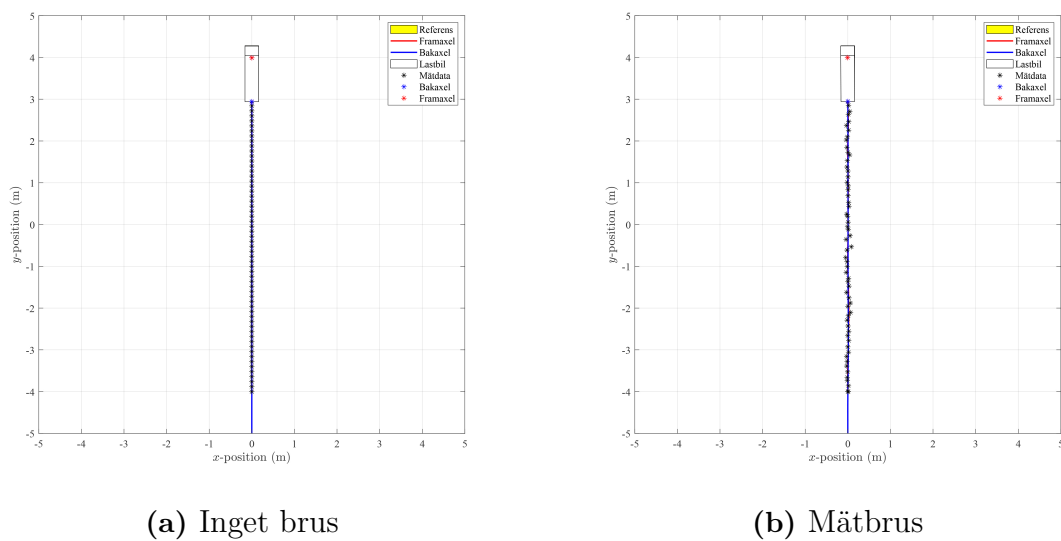 5
4
3
2
1
0
-1
-2
-3
-4
-5
y-position (m)
-5 -4 -3 -2 -1 0 1 2 3 4 5
x-position (m)
Referens
Framaxel
Bakaxel
Lastbil
Mätdata
Bakaxel
Framaxel
(a) Inget brus
5
4
3
2
1
0
-1
-2
-3
-4
-5
y-position (m)
-5 -4 -3 -2 -1 0 1 2 3 4 5
x-position (m)
Referens
Framaxel
Bakaxel
Lastbil
Mätdata
Bakaxel
Framaxel
(b) Mätbrus